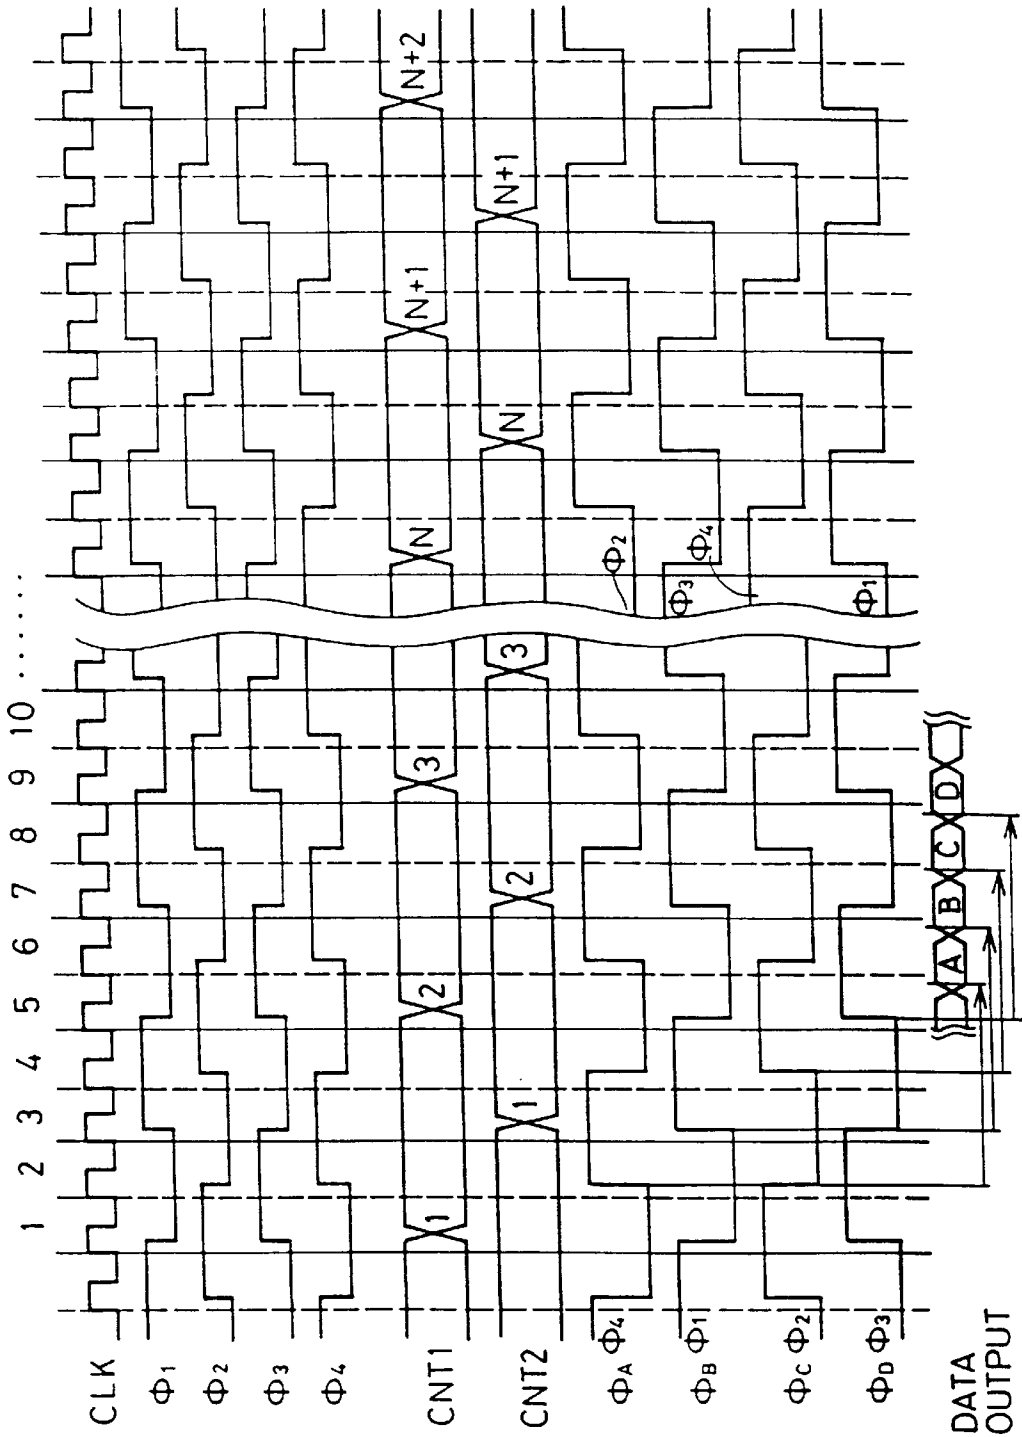 1 2 3 4 5 6 7 8 9 10 ......
CLK
Φ1
Φ2
Φ3
Φ4
CNT1 1 2 3 N N+1 N+2
CNT2 1 2 3 N N+1
ΦA Φ4 Φ2
ΦB Φ1 Φ3
ΦC Φ2 Φ4
ΦD Φ3 Φ1
DATA OUTPUT A B C D